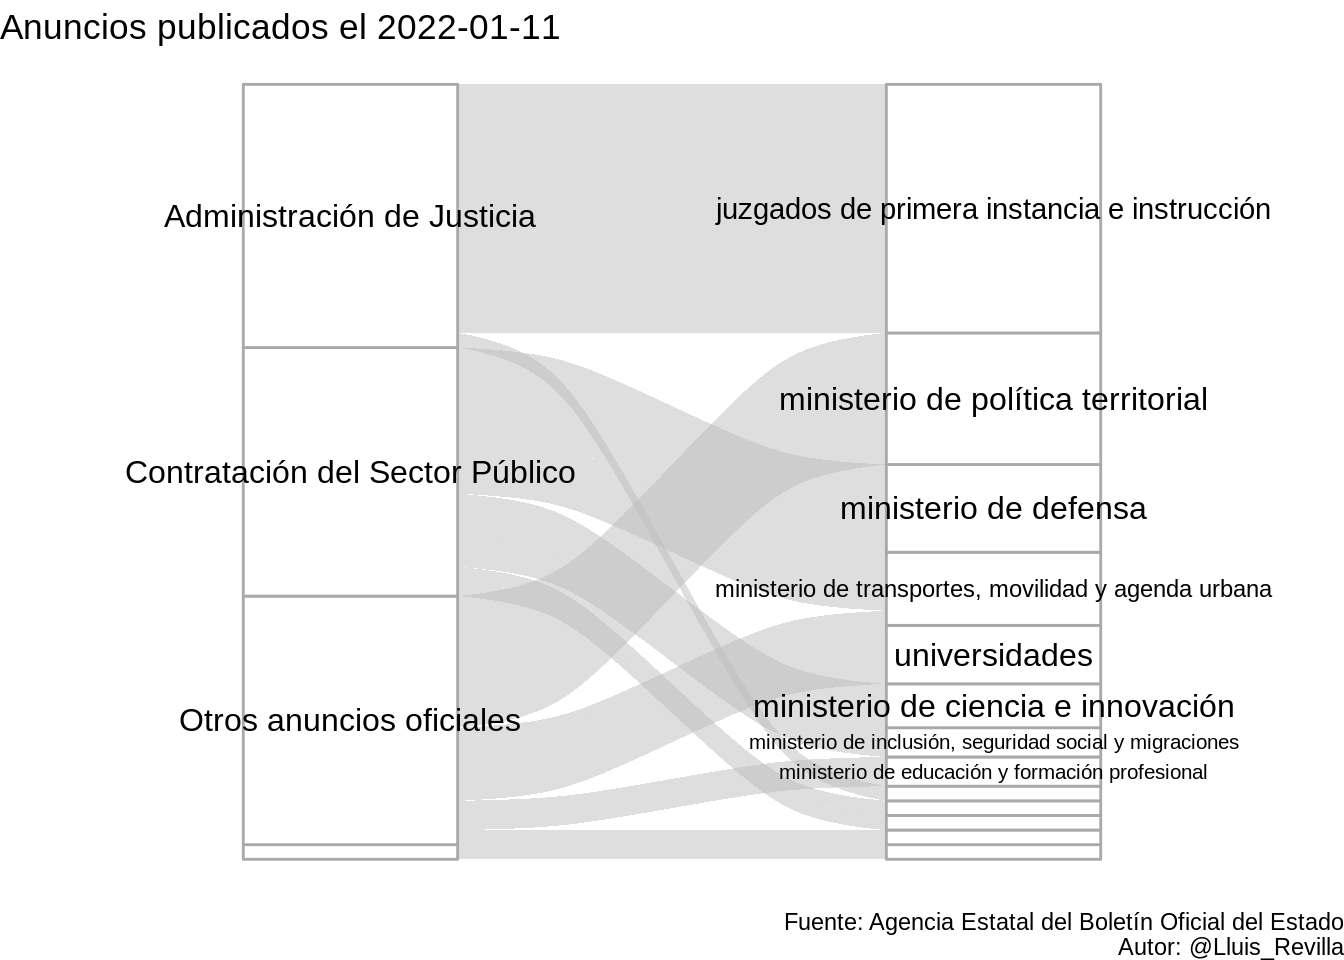 Anuncios publicados el 2022-01-11
Administración de Justicia
juzgados de primera instancia e instrucción
ministerio de política territorial
Contratación del Sector Público
ministerio de defensa
ministerio de transportes, movilidad y agenda urbana
universidades
Otros anuncios oficiales
ministerio de ciencia e innovación
ministerio de inclusión, seguridad social y migraciones
ministerio de educación y formación profesional
Fuente: Agencia Estatal del Boletín Oficial del Estado
Autor: @Lluis_Revilla